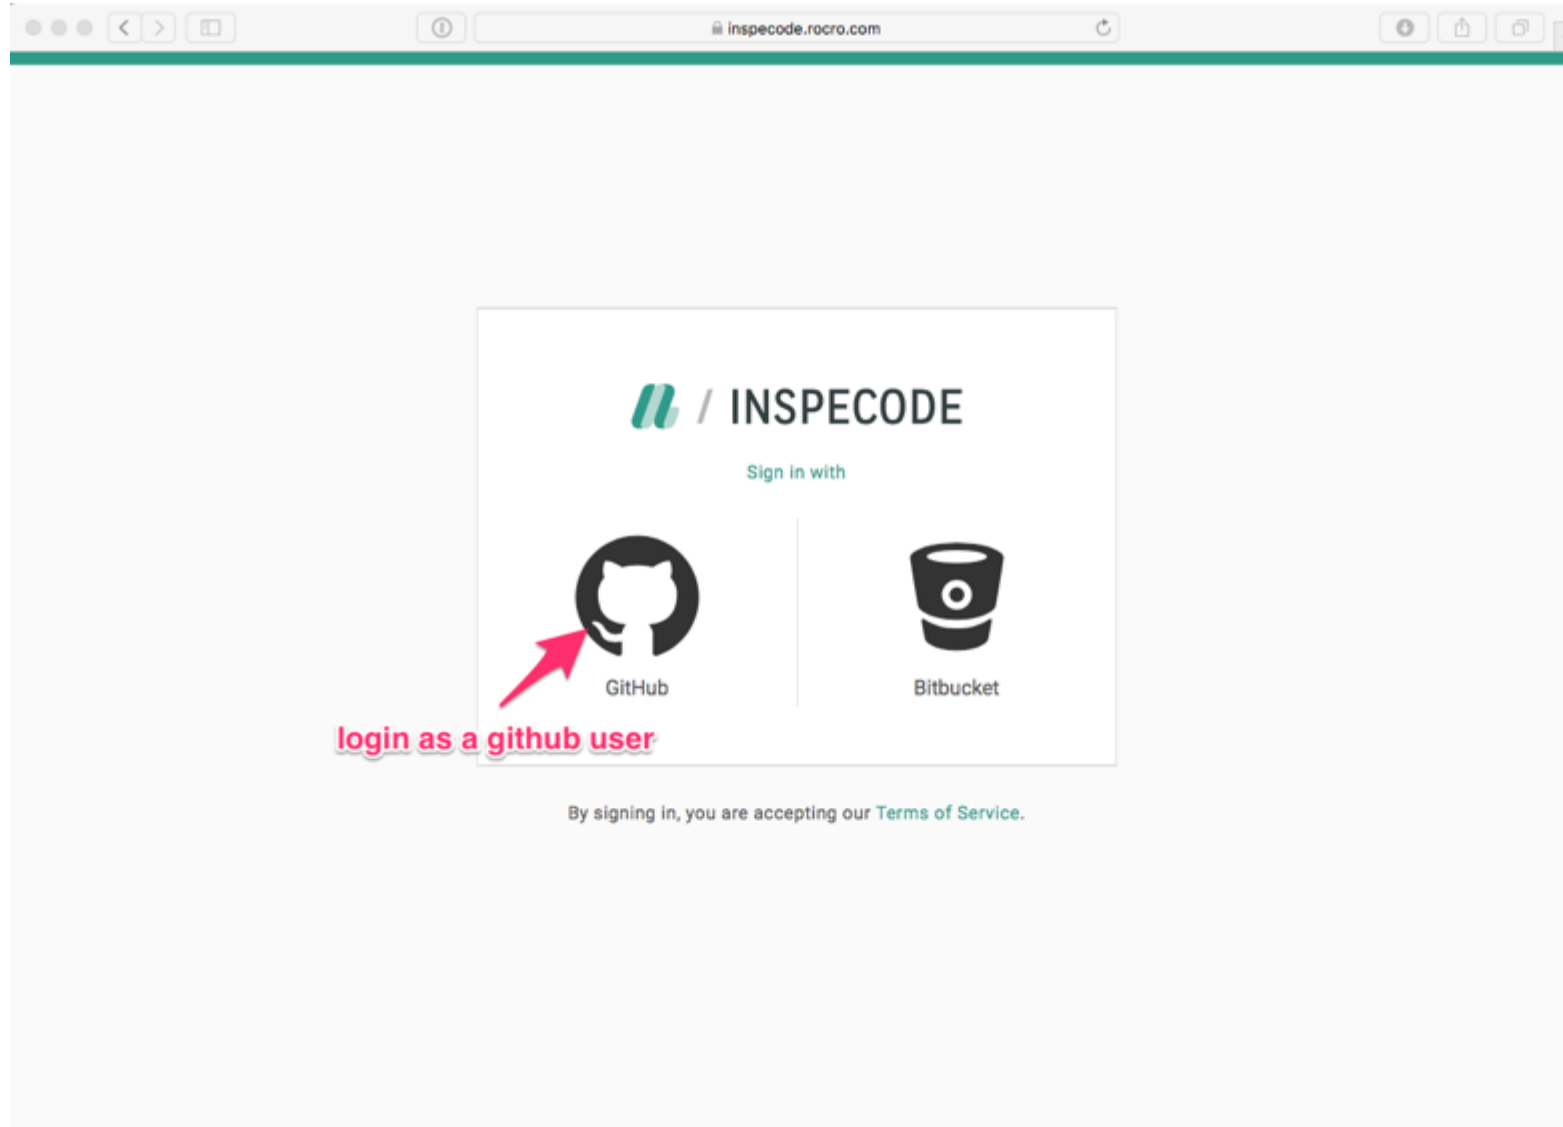 inspecode.rocro.com
/ INSPECODE
Sign in with
GitHub
Bitbucket
login as a github user
By signing in, you are accepting our Terms of Service.